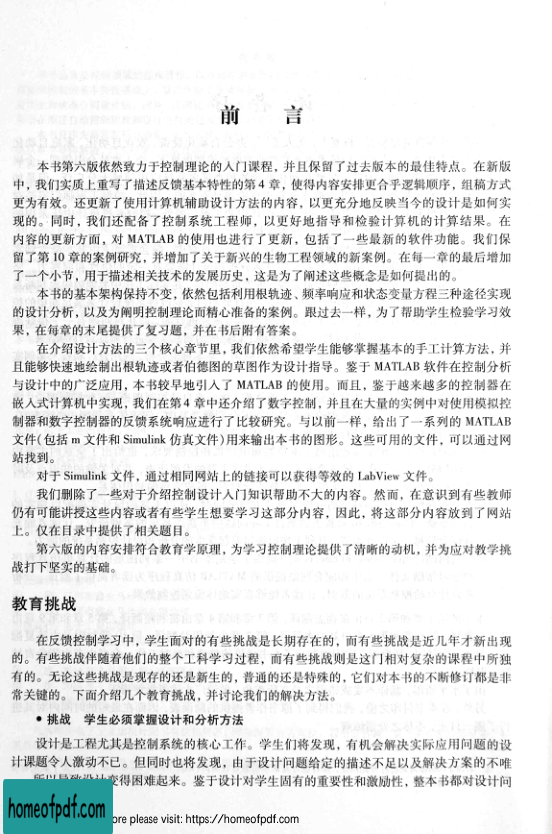 前 言
本书第六版依然致力于控制理论的入门课程，并且保留了过去版本的最佳特点。在新版
中，我们实质上重写了描述反馈基本特性的第 4 章，使得内容安排更合乎逻辑顺序，组稿方式
更为有效。还更新了使用计算机辅助设计方法的内容，以更充分地反映当今的设计是如何实
现的。同时，我们还配备了控制系统工程师，以更好地指导和检验计算机的计算结果。在
内容的更新方面，对 MATLAB 的使用也进行了更新，包括了一些最新的软件功能。我们保
留了第 10 章的案例研究，并增加了关于新兴的生物工程领域的新案例。在每一章的最后增加
了一个小节，用于描述相关技术的发展历史，这是为了阐述这些概念是如何提出的。
本书的基本架构保持不变，依然包括利用根轨迹、频率响应和状态变量方程三种途径实现
的设计分析，以及为阐明控制理论而精心准备的案例。跟过去一样，为了帮助学生检验学习效
果，在每章的末尾提供了复习题，并在书后附有答案。
在介绍设计方法的三个核心章节里，我们依然希望学生能够掌握基本的手工计算方法，并
且能够快速地绘制出根轨迹或者伯德图的草图作为设计指导。鉴于 MATLAB 软件在控制分析
与设计中的广泛应用，本书较早地引入了 MATLAB 的使用。而且，鉴于越来越多的控制器在
嵌入式计算机中实现，我们在第 4 章中还介绍了数字控制，并且在大量的实例中对使用模拟控
制器和数字控制器的反馈系统响应进行了比较研究。与以前一样，给出了一系列的 MATLAB
文件(包括 m 文件和 Simulink 仿真文件)用来输出本书的图形。这些可用的文件，可以通过网
站找到。
对于 Simulink 文件，通过相同网站上的链接可以获得等效的 LabView 文件。
我们删除了一些对于介绍控制设计入门知识帮助不大的内容。然而，在意识到有些教师
仍有可能讲授这些内容或者有些学生想要学习这部分内容，因此，将这部分内容放到了网站
上。仅在目录中提供了相关题目。
第六版的内容安排符合教育学原理，为学习控制理论提供了清晰的动机，并为应对教学挑
战打下坚实的基础。
教育挑战
在反馈控制学习中，学生面对的有些挑战是长期存在的，而有些挑战是近几年才新出现
的。有些挑战伴随着他们的整个工科学习过程，而有些挑战则是这门相对复杂的课程中所独
有的。无论这些挑战是现存的还是新生的，普通的还是特殊的，它们对本书的不断修订都是非
常关键的。下面介绍几个教育挑战，并讨论我们的解决方法。
● 挑战 学生必须掌握设计和分析方法
设计是工程尤其是控制系统的核心工作。学生们将发现，有机会解决实际应用问题的设
计课题令人激动不已。但同时也将发现，由于设计问题给定的描述不足以及解决方案的不唯
所以导致设计变得困难起来。鉴于设计对学生固有的重要性和激励性，整本书都对设计问
homeofpdf.com
ore please visit: https://homeofpdf.com